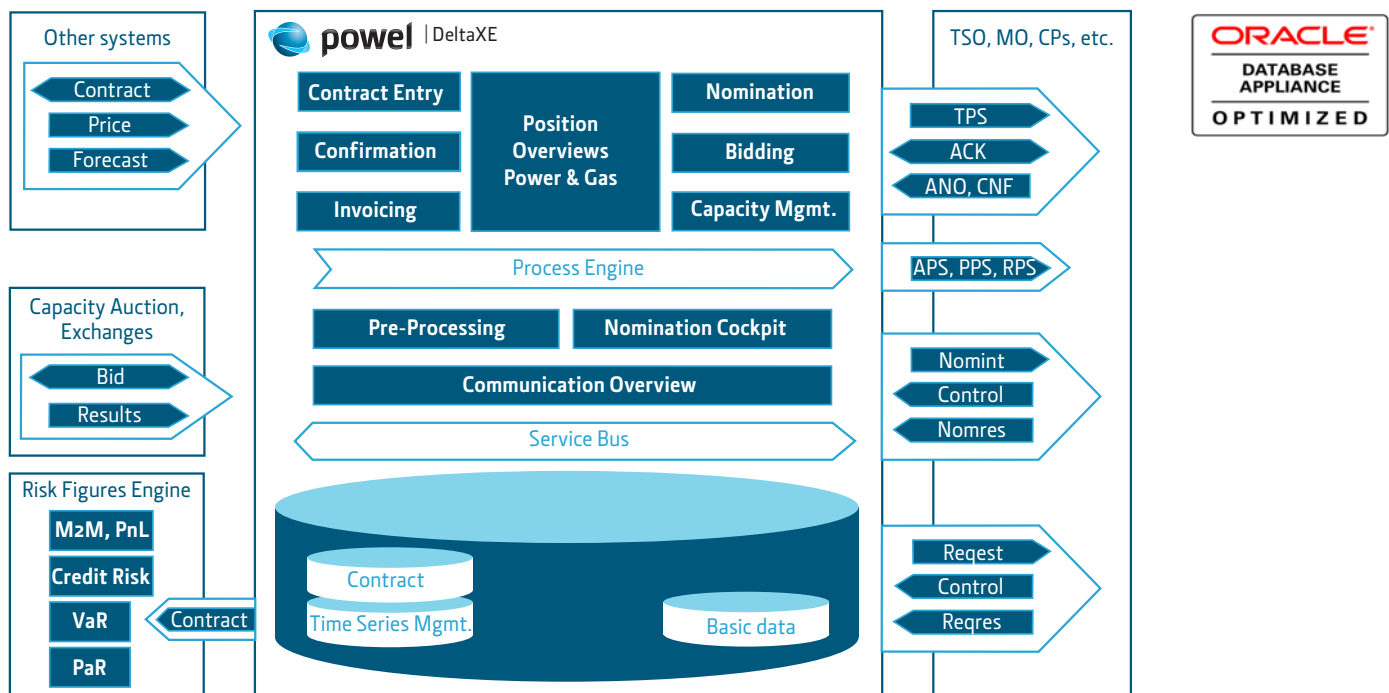 Other systems
Contract
Price
Forecast
Capacity Auction,
Exchanges
Bid
Results
Risk Figures Engine
M2M, PnL
Credit Risk
VaR
PaR
Contract
powel | DeltaXE
Contract Entry
Confirmation
Invoicing
Position
Overviews
Power & Gas
Nomination
Bidding
Capacity Mgmt.
Process Engine
Pre-Processing
Nomination Cockpit
Communication Overview
Service Bus
Contract
Time Series Mgmt.
Basic data
TSO, MO, CPs, etc.
TPS
ACK
ANO, CNF
APS, PPS, RPS
Nomint
Control
Nomres
Reqest
Control
Reqres
ORACLE
DATABASE
APPLIANCE
OPTIMIZED